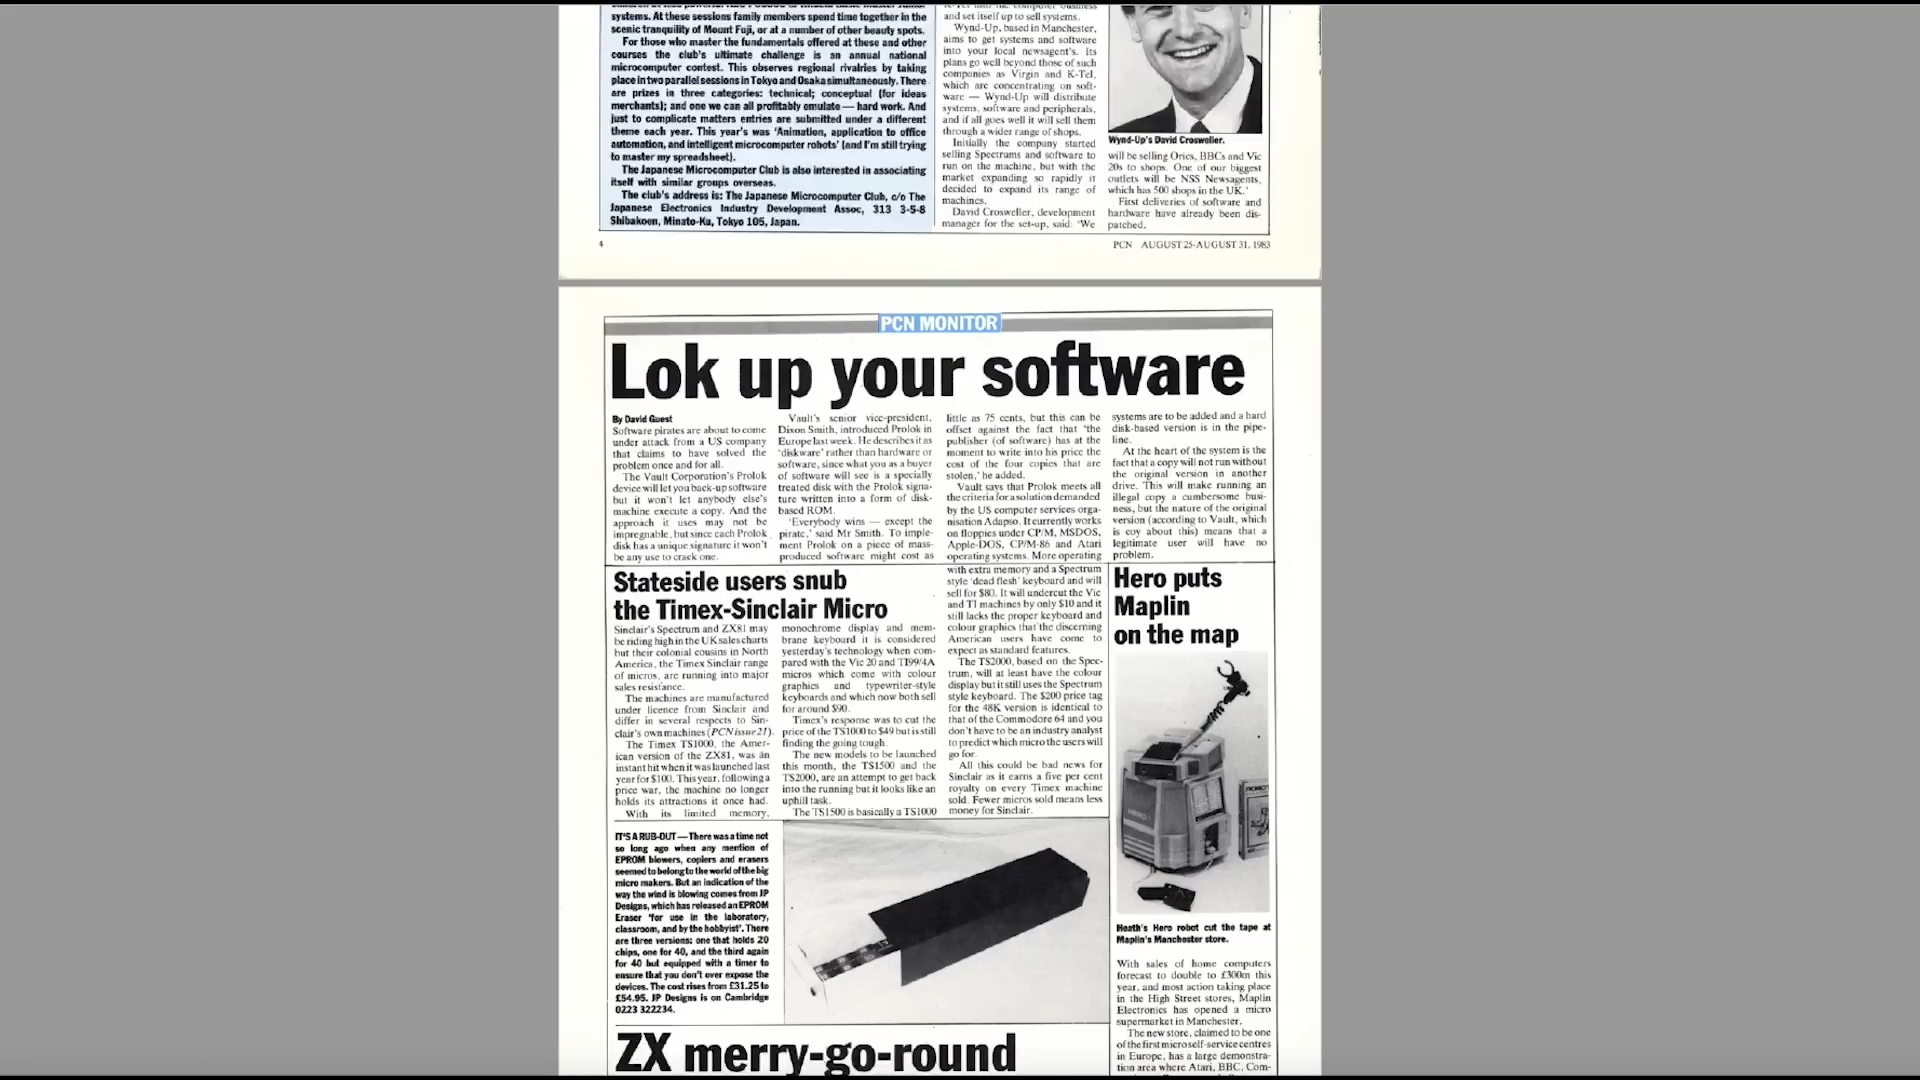 systems. At these sessions family members spend time together in the
scenic tranquility of Mount Fuji, or at a number of other beauty spots.
For those who master the fundamentals offered at these and other
courses the club's ultimate challenge is an annual national
microcomputer contest. This observes regional rivalries by taking
place in two parallel sessions in Tokyo and Osaka simultaneously. There
are prizes in three categories: technical; conceptual (for ideas
merchants); and one we can all profitably emulate — hard work. And
just to complicate matters entries are submitted under a different
theme each year. This year's was 'Animation, application to office
automation, and intelligent microcomputer robots' (and I'm still trying
to master my spreadsheet).
The Japanese Microcomputer Club is also interested in associating
itself with similar groups overseas.
The club's address is: The Japanese Microcomputer Club, c/o The
Japanese Electronics Industry Development Assoc, 313 3-5-8
Shibakoen, Minato-Ku, Tokyo 105, Japan.
and set itself up to sell systems.
Wynd-Up, based in Manchester,
aims to get systems and software
into your local newsagent's. Its
plans go well beyond those of such
companies as Virgin and K-Tel,
which are concentrating on soft-
ware — Wynd-Up will distribute
systems, software and peripherals,
and if all goes well it will sell them
through a wider range of shops.
Initially the company started
selling Spectrums and software to
run on the machine, but with the
market expanding so rapidly it
decided to expand its range of
machines.
David Crosweller, development
manager for the set-up, said: 'We
Wynd-Up's David Crosweller.
will be selling Orics, BBCs and Vic
20s to shops. One of our biggest
outlets will be NSS Newsagents,
which has 500 shops in the UK.'
First deliveries of software and
hardware have already been dis-
patched.
4
PCN AUGUST 25-AUGUST 31, 1983
PCN MONITOR
Lok up your software
By David Guest
Software pirates are about to come
under attack from a US company
that claims to have solved the
problem once and for all.
The Vault Corporation's Prolok
device will let you back-up software
but it won't let anybody else's
machine execute a copy. And the
approach it uses may not be
impregnable, but since each Prolok
disk has a unique signature it won't
be any use to crack one.
Vault's senior vice-president,
Dixon Smith, introduced Prolok in
Europe last week. He describes it as
'diskware' rather than hardware or
software, since what you as a buyer
of software will see is a specially
treated disk with the Prolok signa-
ture written into a form of disk-
based ROM.
'Everybody wins — except the
pirate,' said Mr Smith. To imple-
ment Prolok on a piece of mass-
produced software might cost as
little as 75 cents, but this can be
offset against the fact that 'the
publisher (of software) has at the
moment to write into his price the
cost of the four copies that are
stolen,' he added.
Vault says that Prolok meets all
the criteria for a solution demanded
by the US computer services orga-
nisation Adapso. It currently works
on floppies under CP/M, MSDOS,
Apple-DOS, CP/M-86 and Atari
operating systems. More operating
systems are to be added and a hard
disk-based version is in the pipe-
line.
At the heart of the system is the
fact that a copy will not run without
the original version in another
drive. This will make running an
illegal copy a cumbersome busi-
ness, but the nature of the original
version (according to Vault, which
is coy about this) means that a
legitimate user will have no
problem.
Stateside users snub
the Timex-Sinclair Micro
Sinclair's Spectrum and ZX81 may
be riding high in the UK sales charts
but their colonial cousins in North
America, the Timex Sinclair range
of micros, are running into major
sales resistance.
The machines are manufactured
under licence from Sinclair and
differ in several respects to Sin-
clair's own machines (PCN issue 21).
The Timex TS1000, the Amer-
ican version of the ZX81, was an
instant hit when it was launched last
year for $100. This year, following a
price war, the machine no longer
holds its attractions it once had.
With its limited memory,
monochrome display and mem-
brane keyboard it is considered
yesterday's technology when com-
pared with the Vic 20 and TI99/4A
micros which come with colour
graphics and typewriter-style
keyboards and which now both sell
for around $90.
Timex's response was to cut the
price of the TS1000 to $49 but is still
finding the going tough.
The new models to be launched
this month, the TS1500 and the
TS2000, are an attempt to get back
into the running but it looks like an
uphill task.
The TS1500 is basically a TS1000
with extra memory and a Spectrum
style 'dead flesh' keyboard and will
sell for $80. It will undercut the Vic
and TI machines by only $10 and it
still lacks the proper keyboard and
colour graphics that the discerning
American users have come to
expect as standard features.
The TS2000, based on the Spec-
trum, will at least have the colour
display but it still uses the Spectrum
style keyboard. The $200 price tag
for the 48K version is identical to
that of the Commodore 64 and you
don't have to be an industry analyst
to predict which micro the users will
go for.
All this could be bad news for
Sinclair as it earns a five per cent
royalty on every Timex machine
sold. Fewer micros sold means less
money for Sinclair.
Hero puts
Maplin
on the map
Heath's Hero robot cut the tape at
Maplin's Manchester store.
With sales of home computers
forecast to double to £300m this
year, and most action taking place
in the High Street stores, Maplin
Electronics has opened a micro
supermarket in Manchester.
The new store, claimed to be one
of the first micro self-service centres
in Europe, has a large demonstra-
tion area where Atari, BBC, Com-
IT'S A RUB-OUT — There was a time not
so long ago when any mention of
EPROM blowers, copiers and erasers
seemed to belong to the world of the big
micro makers. But an indication of the
way the wind is blowing comes from JP
Designs, which has released an EPROM
Eraser 'for use in the laboratory,
classroom, and by the hobbyist'. There
are three versions: one that holds 20
chips, one for 40, and the third again
for 40 but equipped with a timer to
ensure that you don't over expose the
devices. The cost rises from £31.25 to
£54.95. JP Designs is on Cambridge
0223 322234.
ZX merry-go-round